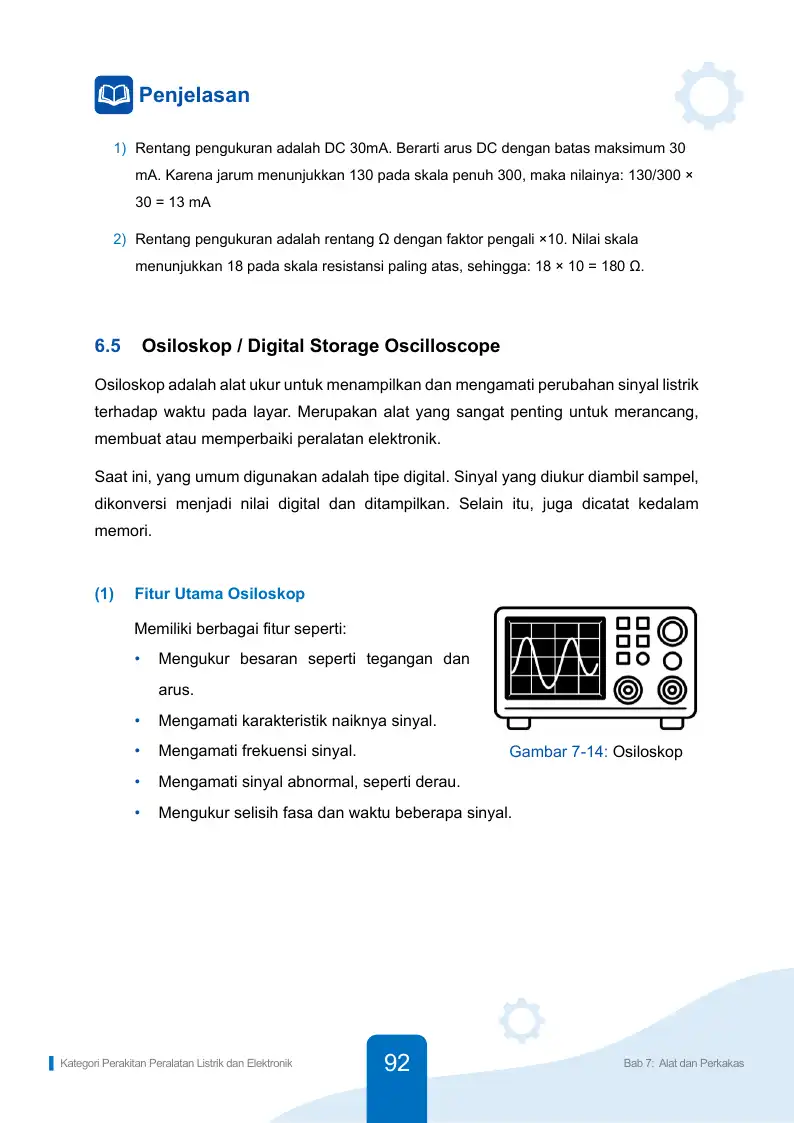 Penjelasan
1) Rentang pengukuran adalah DC 30mA. Berarti arus DC dengan batas maksimum 30
mA. Karena jarum menunjukkan 130 pada skala penuh 300, maka nilainya: 130/300 ×
30 = 13 mA
2) Rentang pengukuran adalah rentang Ω dengan faktor pengali ×10. Nilai skala
menunjukkan 18 pada skala resistansi paling atas, sehingga: 18 × 10 = 180 Ω.
6.5 Osiloskop / Digital Storage Oscilloscope
Osiloskop adalah alat ukur untuk menampilkan dan mengamati perubahan sinyal listrik
terhadap waktu pada layar. Merupakan alat yang sangat penting untuk merancang,
membuat atau memperbaiki peralatan elektronik.
Saat ini, yang umum digunakan adalah tipe digital. Sinyal yang diukur diambil sampel,
dikonversi menjadi nilai digital dan ditampilkan. Selain itu, juga dicatat kedalam
memori.
(1) Fitur Utama Osiloskop
Memiliki berbagai fitur seperti:
• Mengukur besaran seperti tegangan dan
arus.
• Mengamati karakteristik naiknya sinyal.
• Mengamati frekuensi sinyal.
• Mengamati sinyal abnormal, seperti derau.
• Mengukur selisih fasa dan waktu beberapa sinyal.
Gambar 7-14: Osiloskop
Kategori Perakitan Peralatan Listrik dan Elektronik
92
Bab 7: Alat dan Perkakas